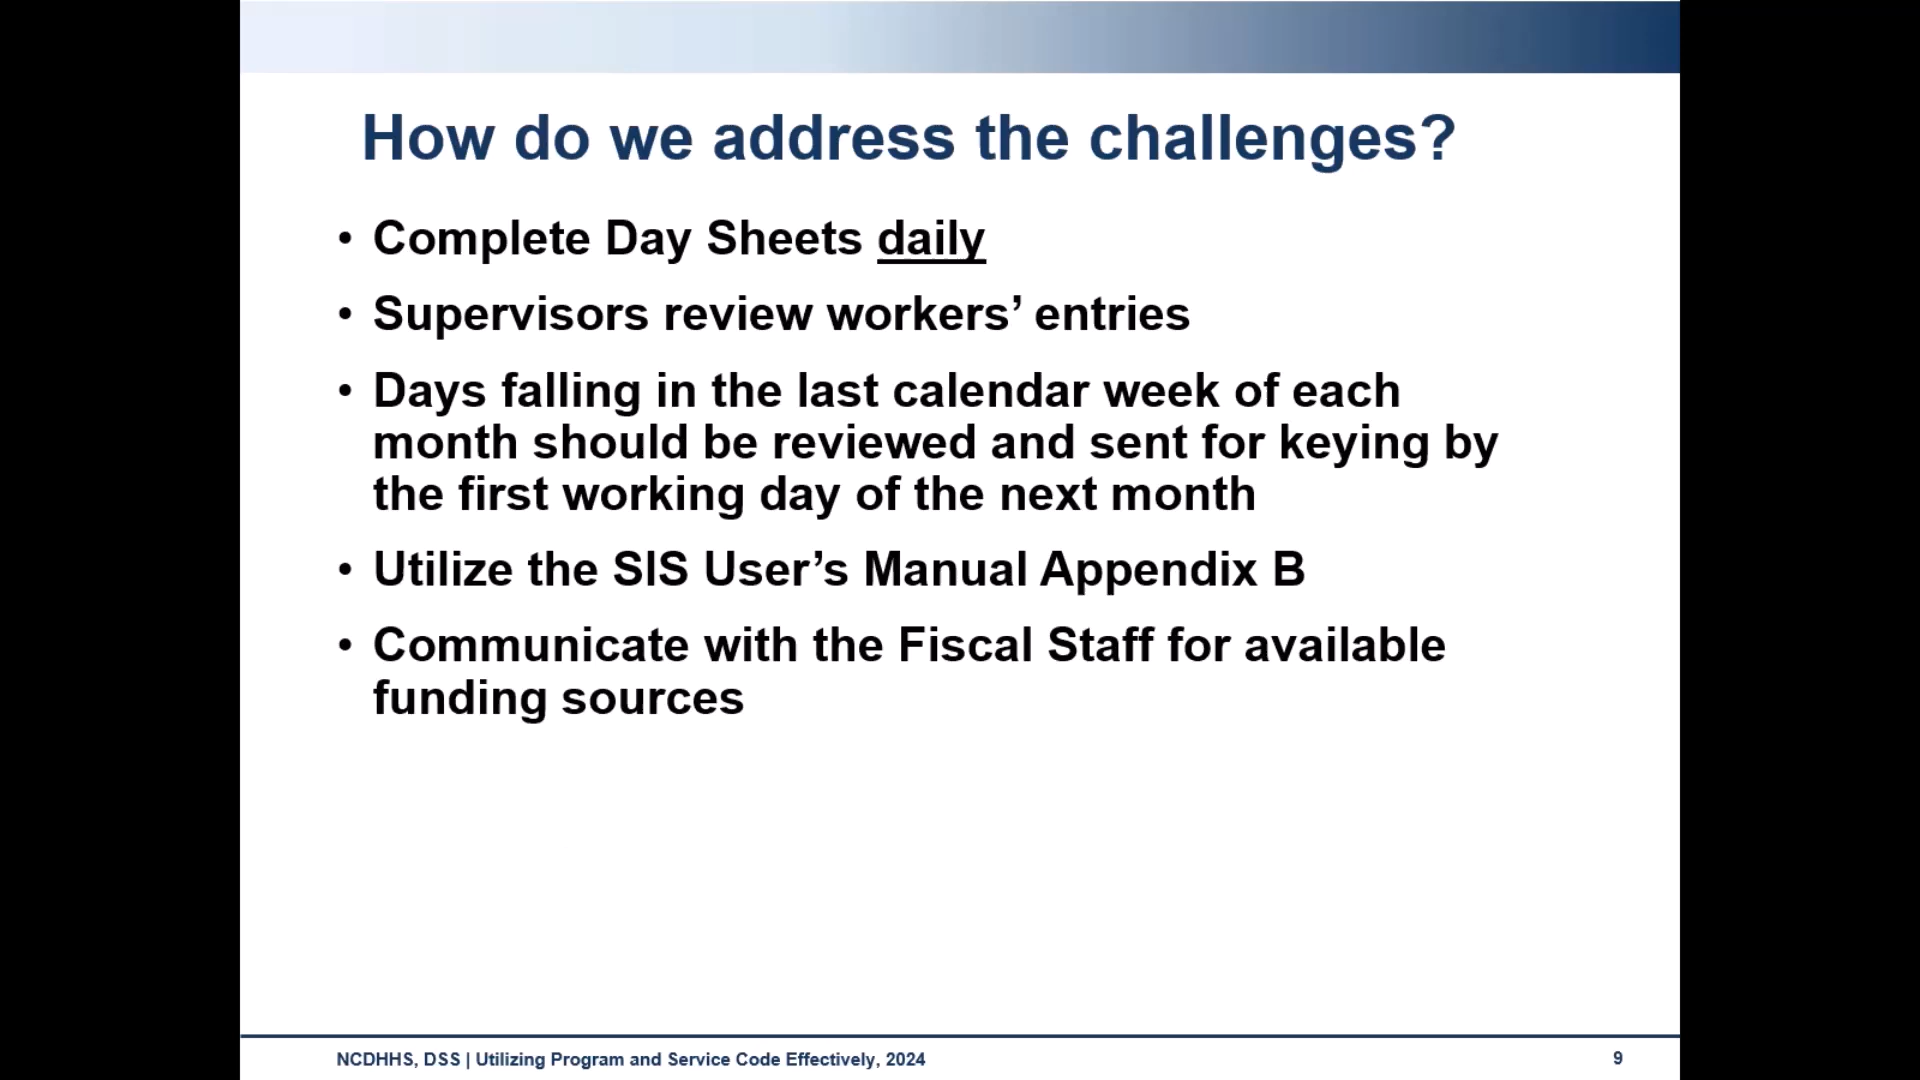 How do we address the challenges?
• Complete Day Sheets daily
• Supervisors review workers’ entries
• Days falling in the last calendar week of each
month should be reviewed and sent for keying by
the first working day of the next month
• Utilize the SIS User’s Manual Appendix B
• Communicate with the Fiscal Staff for available
funding sources
NCDHHS, DSS | Utilizing Program and Service Code Effectively, 2024
9